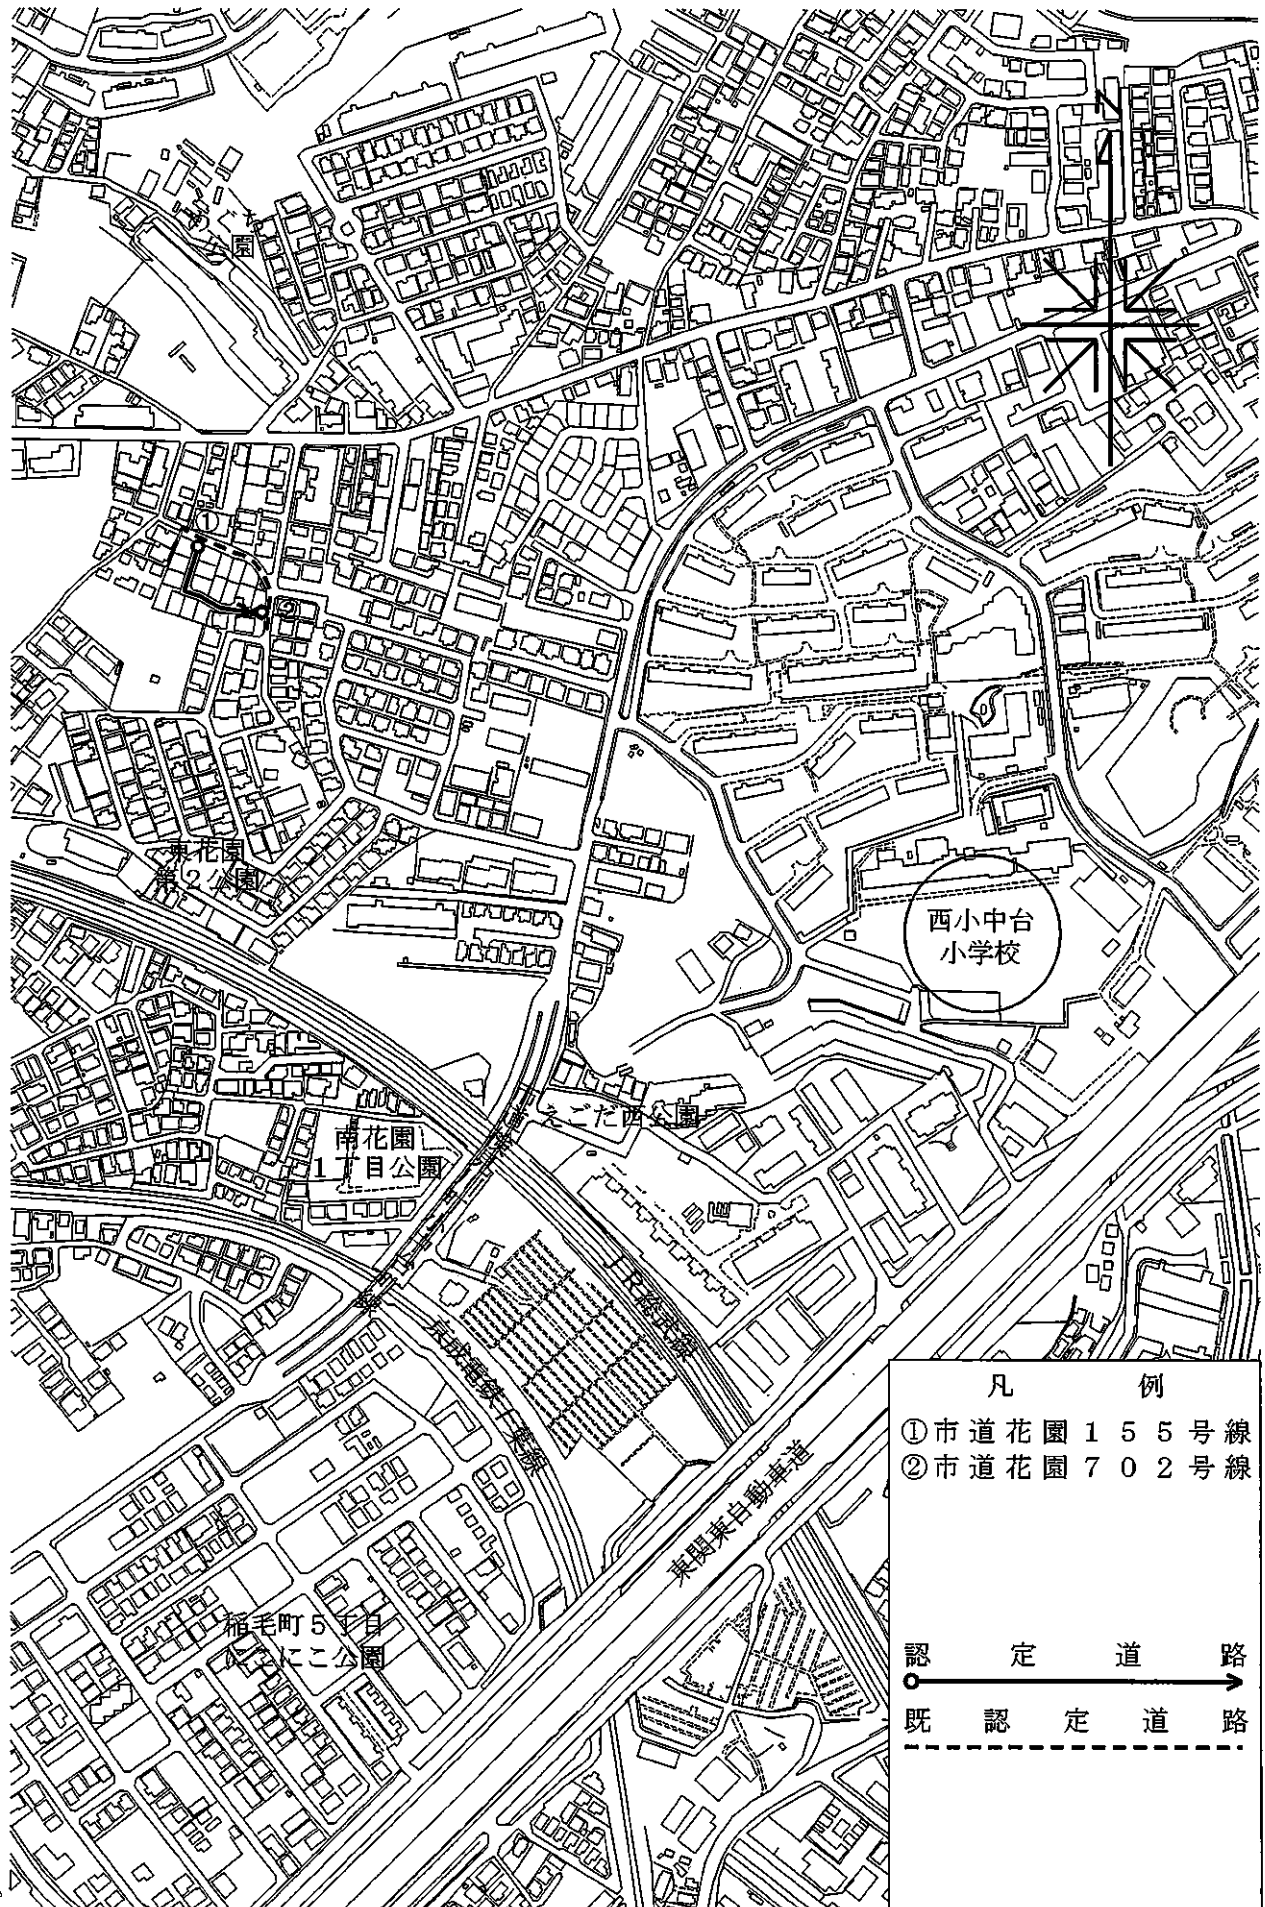 N
公園
①
②
東花園
第2公園
西小中台
小学校
えごだ西公園
南花園
1丁目公園
JR総武線
京成電鉄千葉線
東関東自動車道
稲毛町5丁目
にこにこ公園
凡例
①市道花園155号線
②市道花園702号線
認定道路
既認定道路